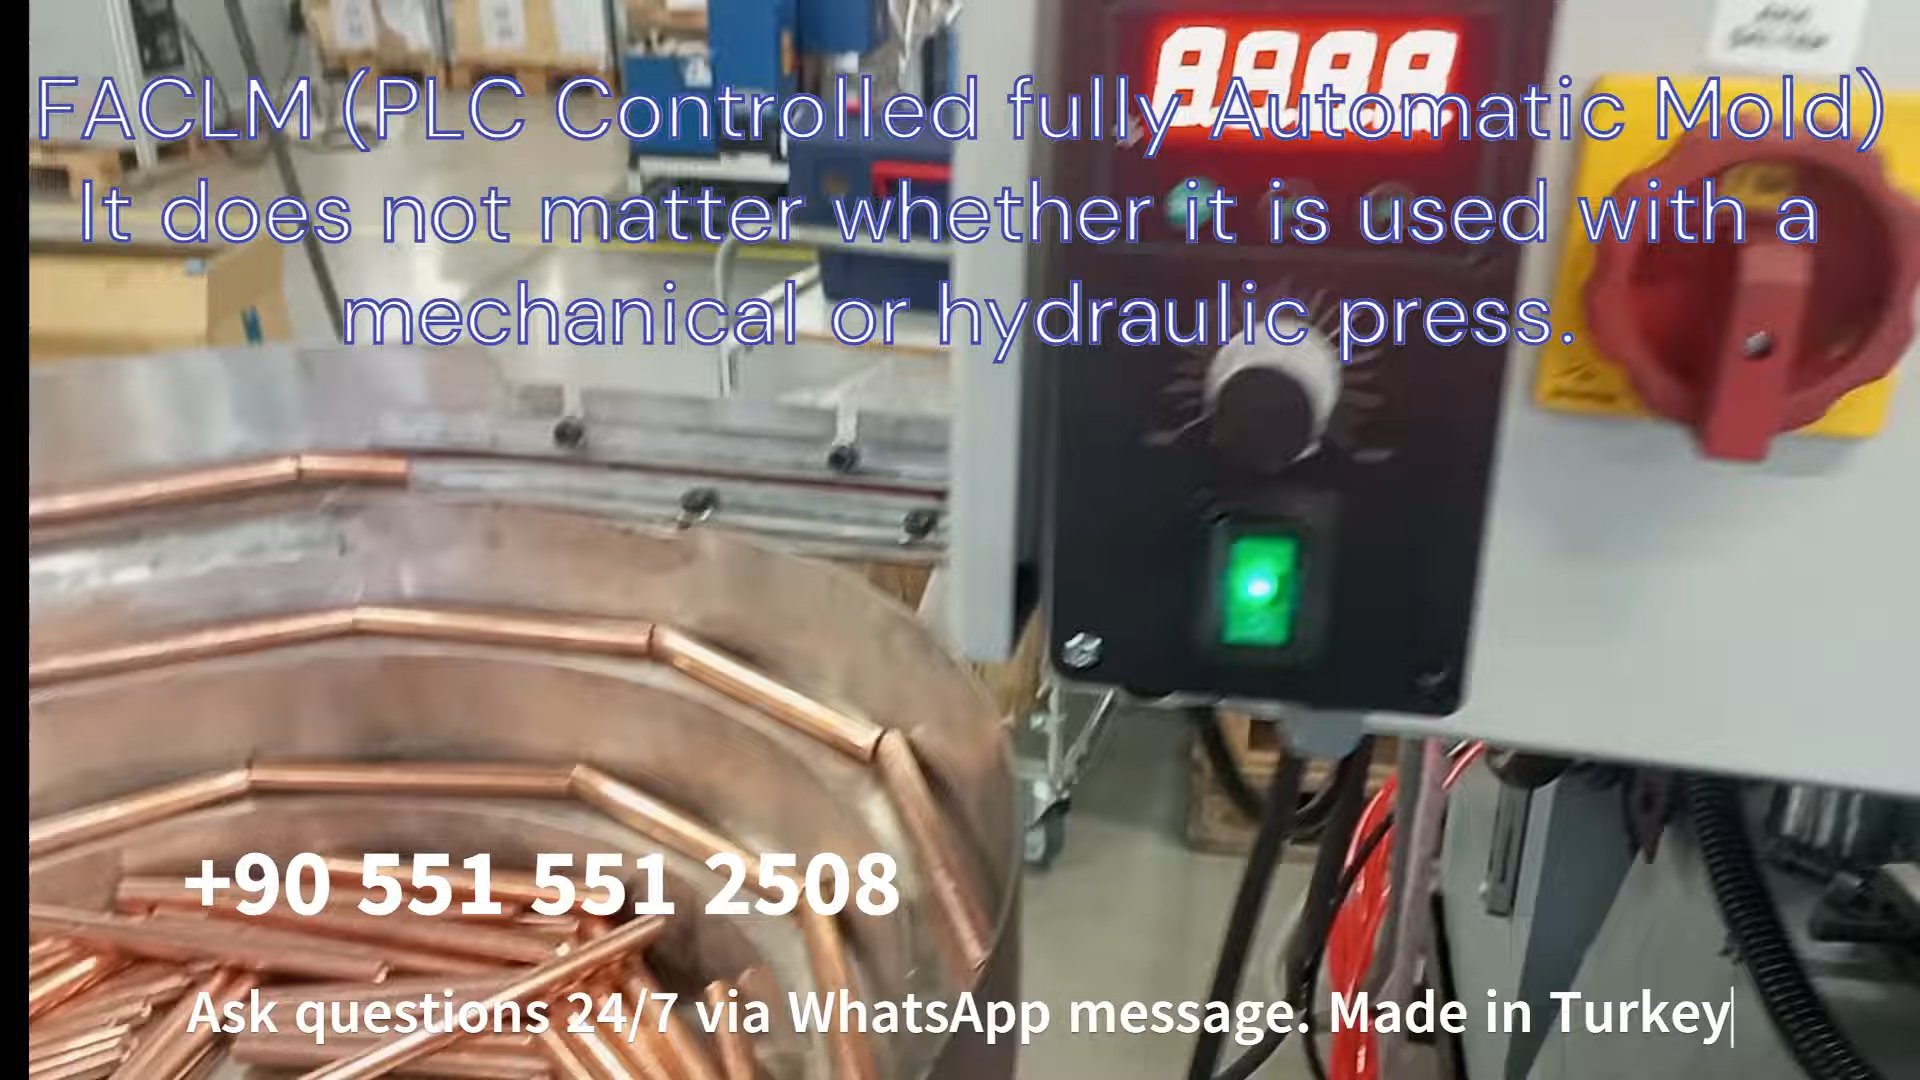 FACLM (PLC Controlled fully Automatic Mold)
It does not matter whether it is used with a
mechanical or hydraulic press.
+90 551 551 2508
Ask questions 24/7 via WhatsApp message. Made in Turkey